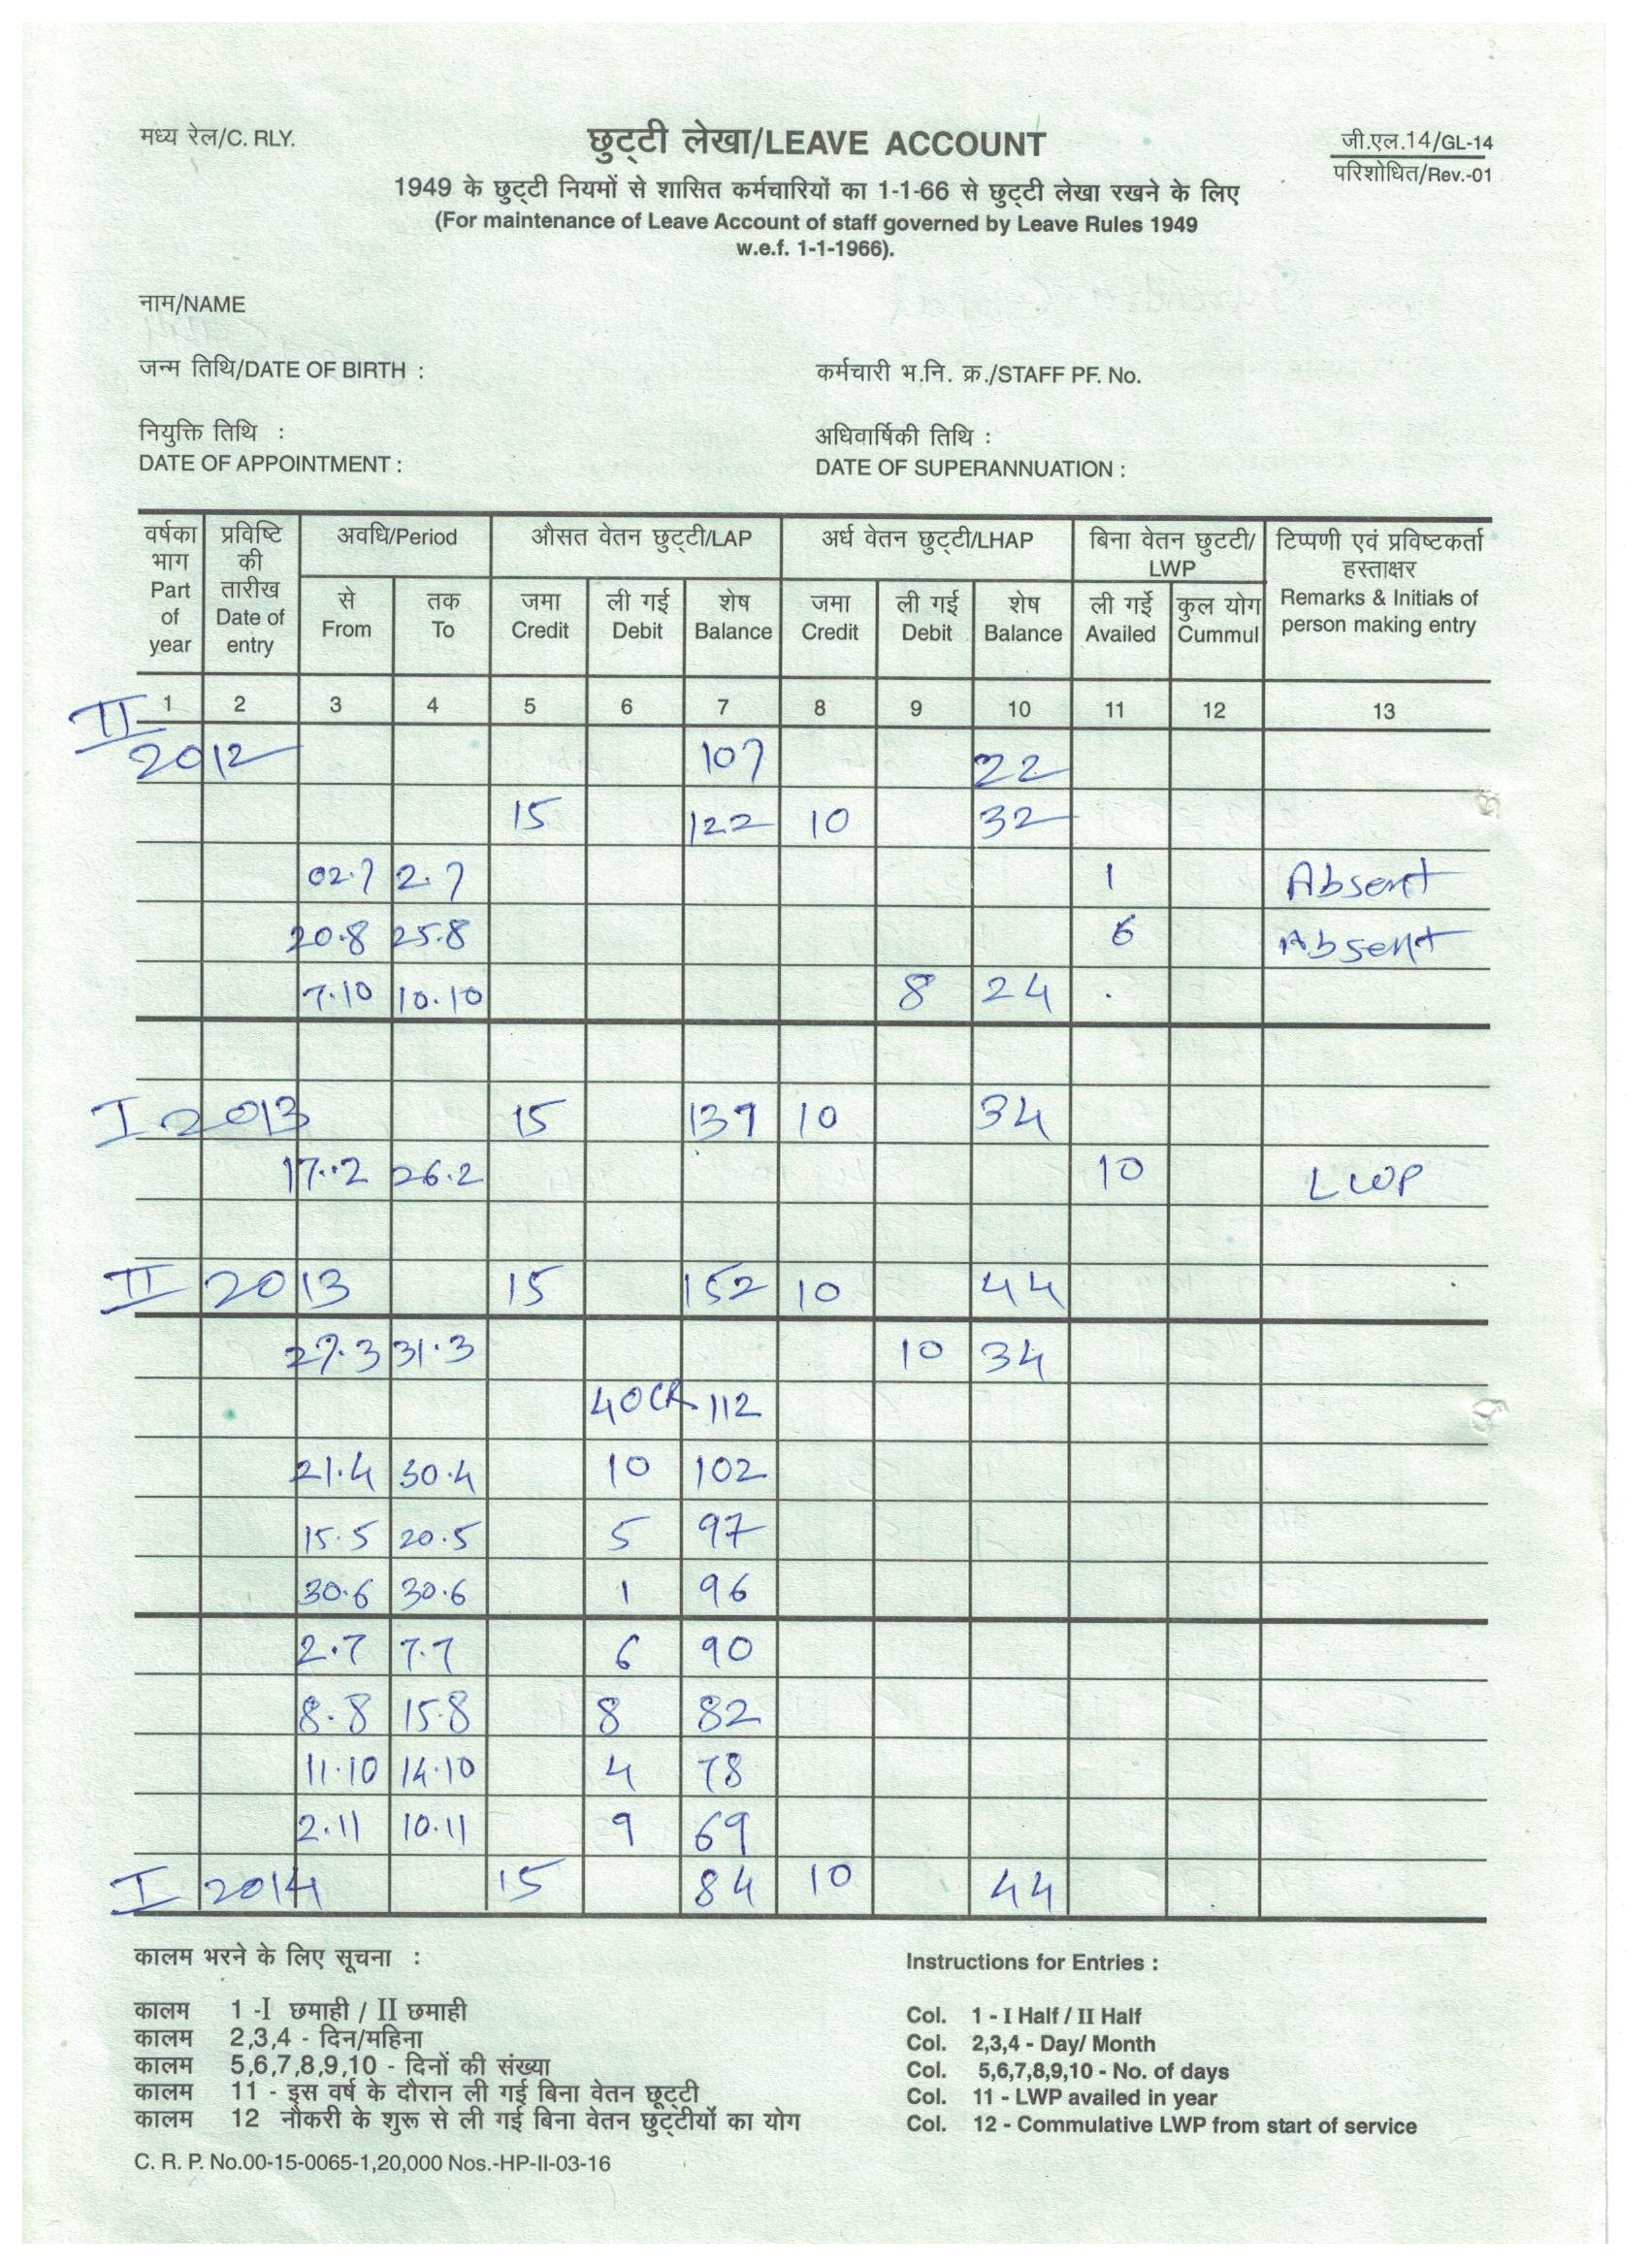 मध्य रेल/C. RLY.
छुट्टी लेखा/LEAVE ACCOUNT
जी.एल.14/GL-14
परिशोधित/Rev.-01
1949 के छुट्टी नियमों से शासित कर्मचारियों का 1-1-66 से छुट्टी लेखा रखने के लिए
(For maintenance of Leave Account of staff governed by Leave Rules 1949
w.e.f. 1-1-1966).
नाम/NAME
जन्म तिथि/DATE OF BIRTH :
कर्मचारी भ.नि. क्र./STAFF PF. No.
नियुक्ति तिथि :
DATE OF APPOINTMENT :
अधिवार्षिकी तिथि :
DATE OF SUPERANNUATION :
वर्षका भाग Part of year
प्रविष्टि की तारीख Date of entry
अवधि/Period
औसत वेतन छुट्टी/LAP
अर्ध वेतन छुट्टी/LHAP
बिना वेतन छुटटी/ LWP
टिप्पणी एवं प्रविष्टकर्ता हस्ताक्षर Remarks & Initials of person making entry
से From
तक To
जमा Credit
ली गई Debit
शेष Balance
जमा Credit
ली गई Debit
शेष Balance
ली गई Availed
कुल योग Cummul
1 2 3 4 5 6 7 8 9 10 11 12 13
II 2012 107 22
15 122 10 32
02.7 2.7 1 Absent
20.8 25.8 6 Absent
7.10 10.10 8 24
I 2013 15 137 10 34
17.2 26.2 10 LWP
II 2013 15 152 10 44
27.3 31.3 10 34
40CR 112
21.4 30.4 10 102
15.5 20.5 5 97
30.6 30.6 1 96
2.7 7.7 6 90
8.8 15.8 8 82
11.10 14.10 4 78
2.11 10.11 9 69
I 2014 15 84 10 44
कालम भरने के लिए सूचना :
कालम 1 -I छमाही / II छमाही
कालम 2,3,4 - दिन/महिना
कालम 5,6,7,8,9,10 - दिनों की संख्या
कालम 11 - इस वर्ष के दौरान ली गई बिना वेतन छूट्टी
कालम 12 नौकरी के शुरू से ली गई बिना वेतन छुट्टीयों का योग
Instructions for Entries :
Col. 1 - I Half / II Half
Col. 2,3,4 - Day/ Month
Col. 5,6,7,8,9,10 - No. of days
Col. 11 - LWP availed in year
Col. 12 - Commulative LWP from start of service
C. R. P. No.00-15-0065-1,20,000 Nos.-HP-II-03-16